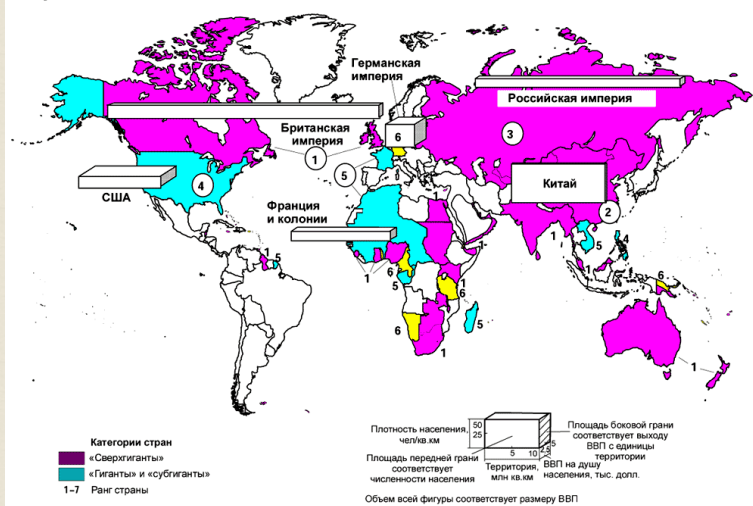 Германская
империя
Российская империя
Британская
империя
6
3
1
5
4
США
Китай
Франция
и колонии
2
1
1
1
5
4
1
5
1
1
6
1
6
5
6
5
6
1
1
Категории стран
«Сверхгиганты»
«Гиганты» и «субгиганты»
1–7 Ранг страны
Плотность населения,
чел/кв.км
50
25
Площадь передней грани
соответствует
численности населения
5 10
Территория,
млн кв.км
2,5
5
ВВП на душу
населения, тыс. долл.
Площадь боковой грани
соответствует выходу
ВВП с единицы
территории
Объем всей фигуры соответствует размеру ВВП